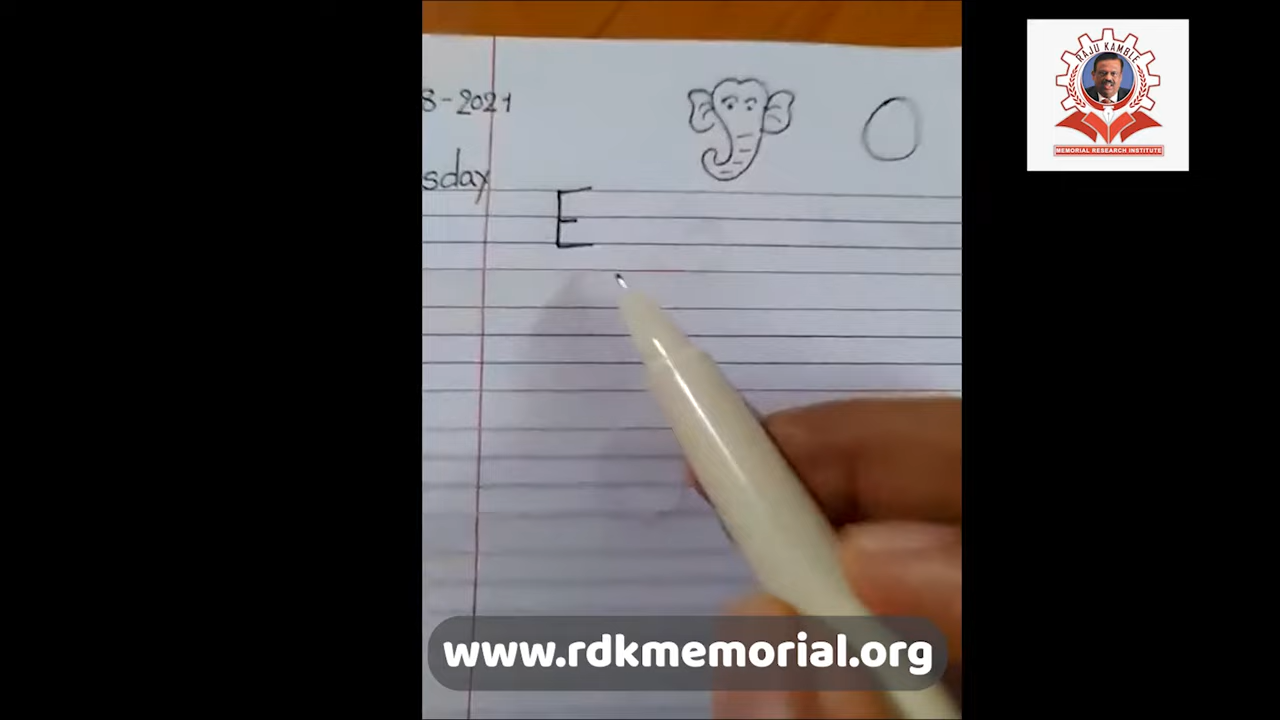 RAJU KAMBLE
MEMORIAL RESEARCH INSTITUTE
8-2021
sday
E
www.rdkmemorial.org